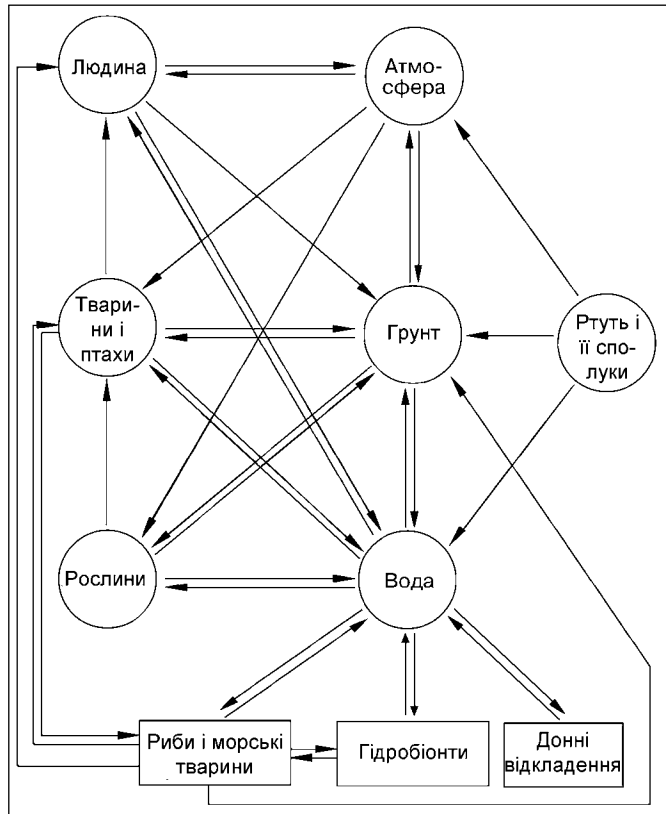 Людина
Атмо-
сфера
Твари-
ни і
птахи
Грунт
Ртуть і
її спо-
луки
Рослини
Вода
Риби і морські
тварини
Гідробіонти
Донні
відкладення